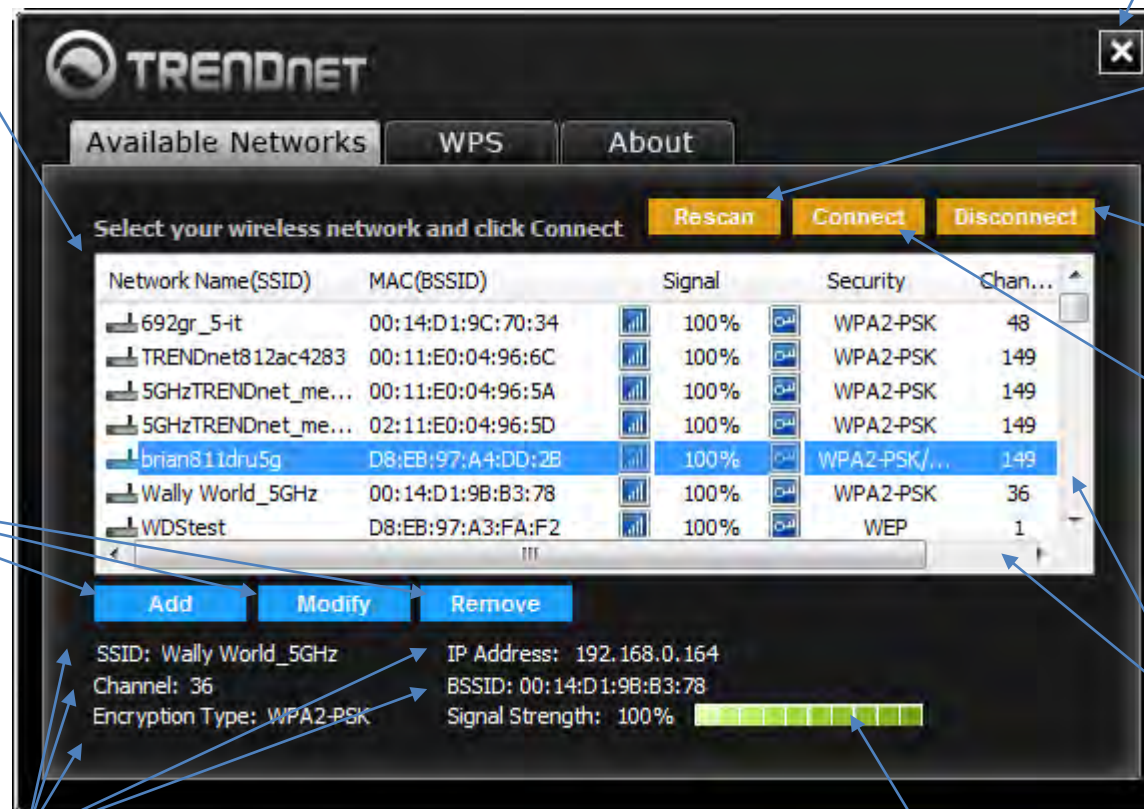 TRENDNET
Available Networks WPS About
Select your wireless network and click Connect Rescan Connect Disconnect
Network Name(SSID) MAC(BSSID) Signal Security Chan...
692gr_5-it 00:14:D1:9C:70:34 100% WPA2-PSK 48
TRENDnet812ac4283 00:11:E0:04:96:6C 100% WPA2-PSK 149
5GHzTRENDnet_me... 00:11:E0:04:96:5A 100% WPA2-PSK 149
5GHzTRENDnet_me... 02:11:E0:04:96:5D 100% WPA2-PSK 149
brian811dru5g D8:EB:97:A4:DD:2B 100% WPA2-PSK/... 149
Wally World_5GHz 00:14:D1:9B:B3:78 100% WPA2-PSK 36
WDStest D8:EB:97:A3:FA:F2 100% WEP 1
Add Modify Remove
SSID: Wally World_5GHz IP Address: 192.168.0.164
Channel: 36 BSSID: 00:14:D1:9B:B3:78
Encryption Type: WPA2-PSK Signal Strength: 100%